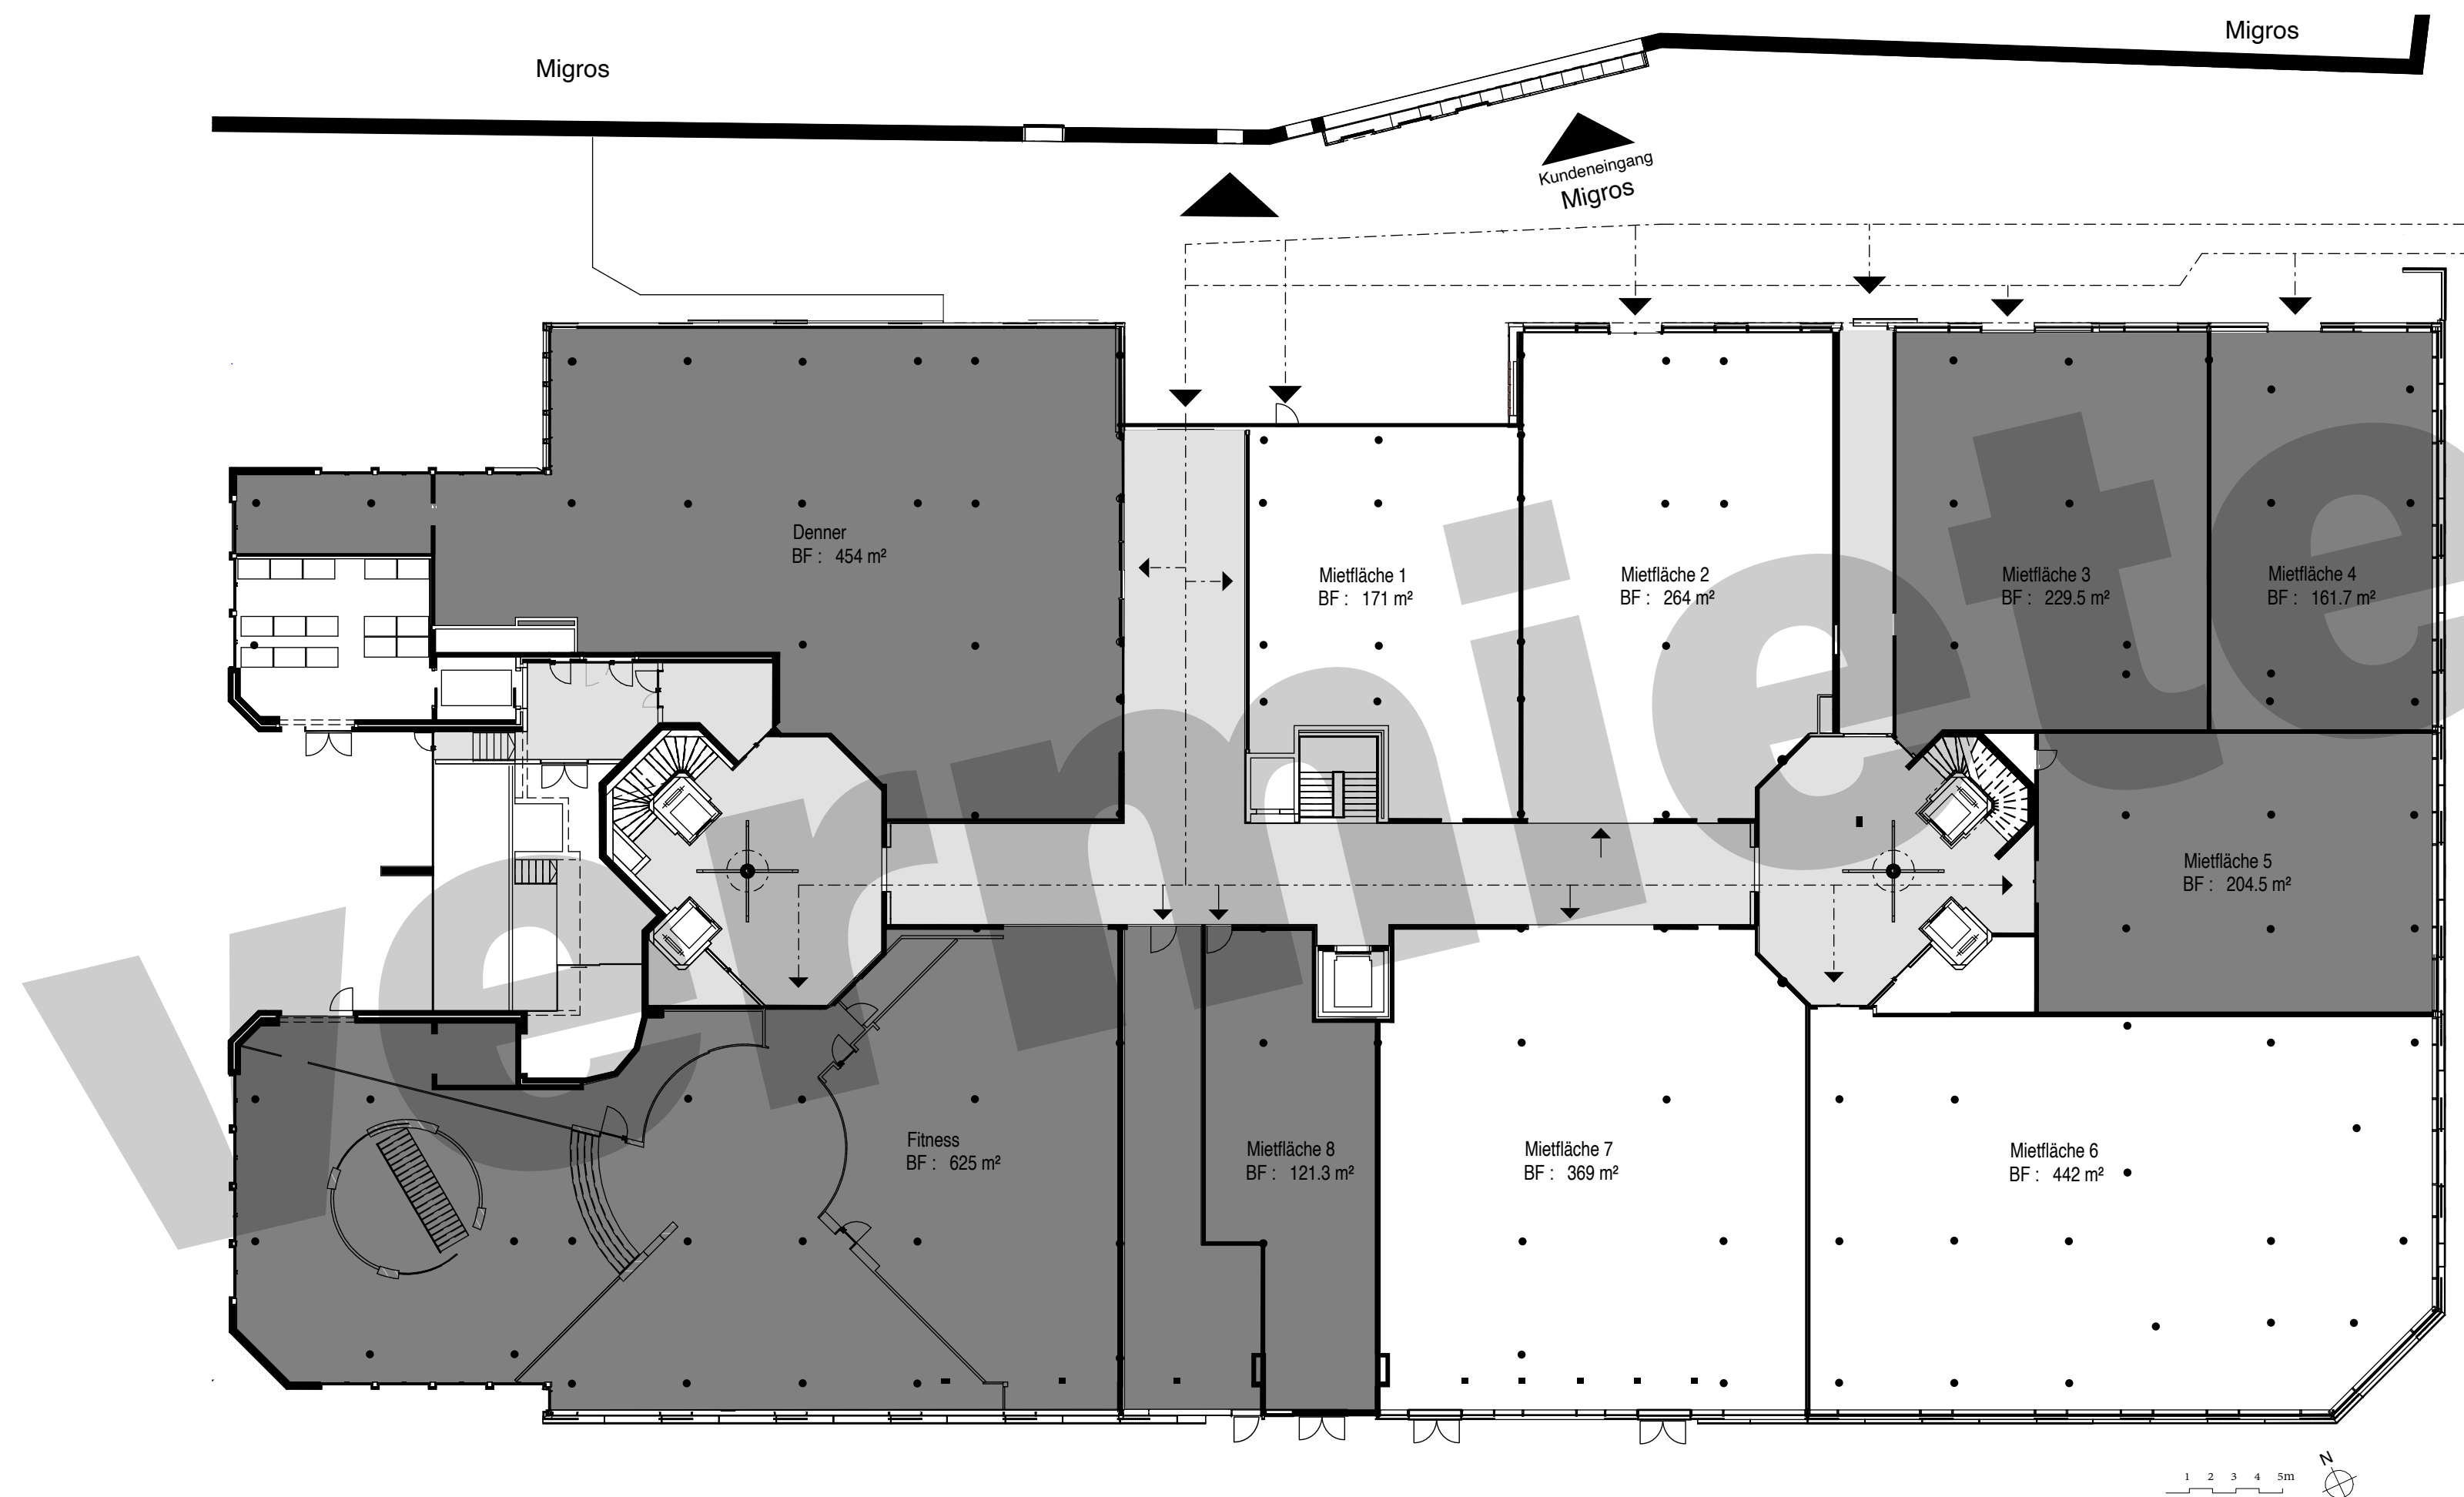 Migros
Migros
Kundeneingang
Migros
Denner
BF : 454 m²
Mietfläche 1
BF : 171 m²
Mietfläche 2
BF : 264 m²
Mietfläche 3
BF : 229.5 m²
Mietfläche 4
BF : 161.7 m²
Mietfläche 5
BF : 204.5 m²
Fitness
BF : 625 m²
Mietfläche 8
BF : 121.3 m²
Mietfläche 7
BF : 369 m²
Mietfläche 6
BF : 442 m²
vermiete
1 2 3 4 5m
N